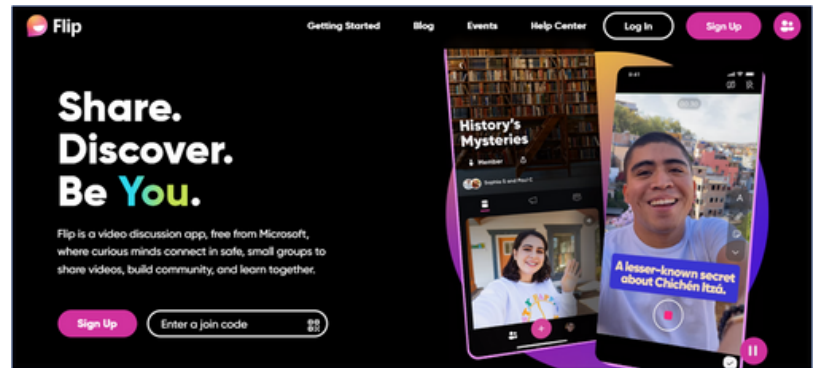 Flip
Getting Started
Blog
Events
Help Center
Log In
Sign Up
Share.
Discover.
Be You.
Flip is a video discussion app, free from Microsoft,
where curious minds connect in safe, small groups to
share videos, build community, and learn together.
Sign Up
Enter a join code
History's
Mysteries
Member
Sophia S and Paul C
9:41
A lesser-known secret
about Chichén Itzá.